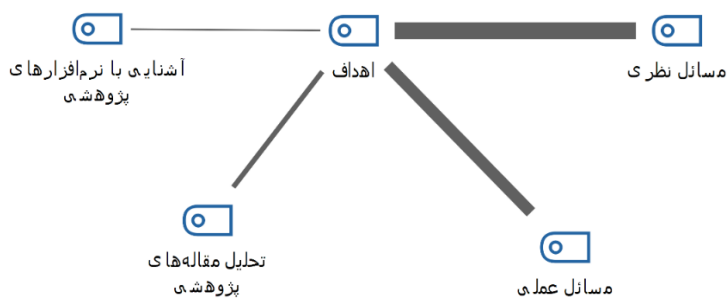 مسائل نظری
اهداف
آشنایی با نرم‌افزارهای
پژوهشی
تحلیل مقاله‌های
پژوهشی
مسائل عملی